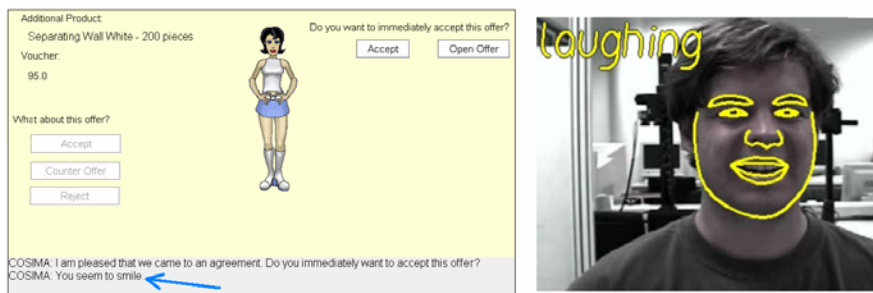 Additional Product:
Separating Wall White - 200 pieces
Voucher:
95.0
What about this offer?
Accept
Counter Offer
Reject
Do you want to immediately accept this offer?
Accept
Open Offer
COSIMA: I am pleased that we came to an agreement. Do you immediately want to accept this offer?
COSIMA: You seem to smile.
laughing